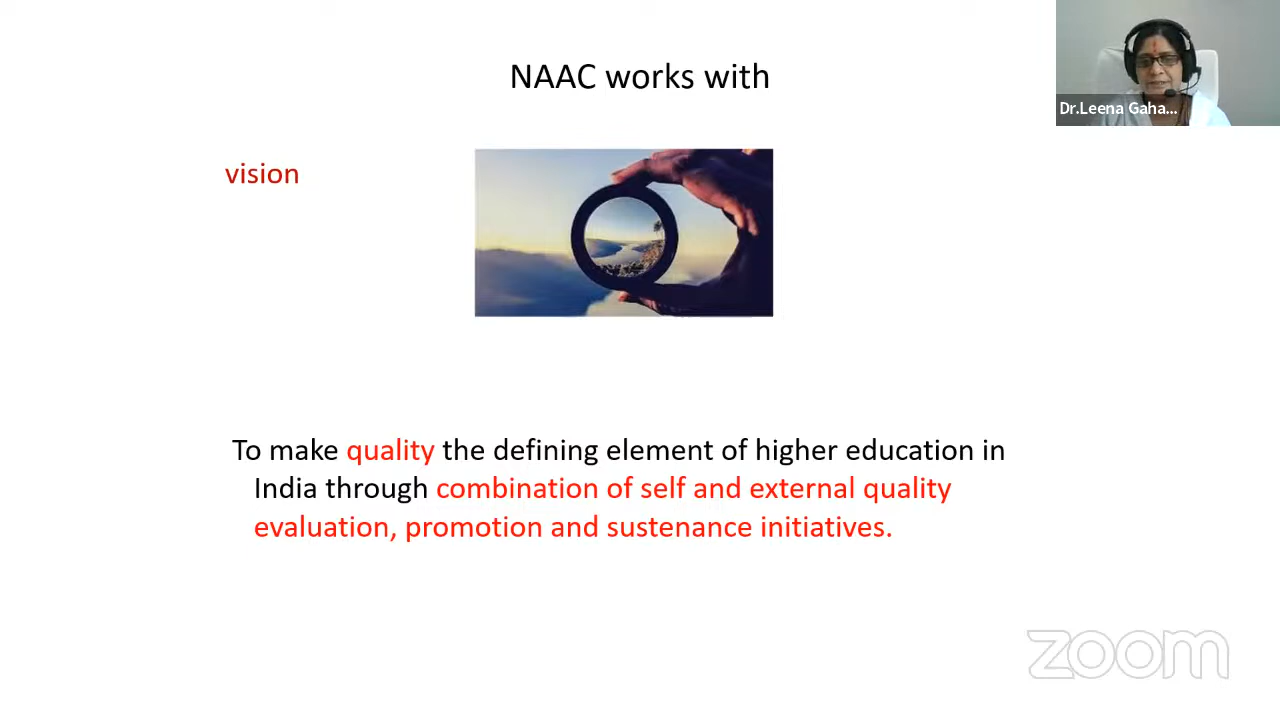 NAAC works with
Dr.Leena Gaha...
vision
To make quality the defining element of higher education in
India through combination of self and external quality
evaluation, promotion and sustenance initiatives.
zoom